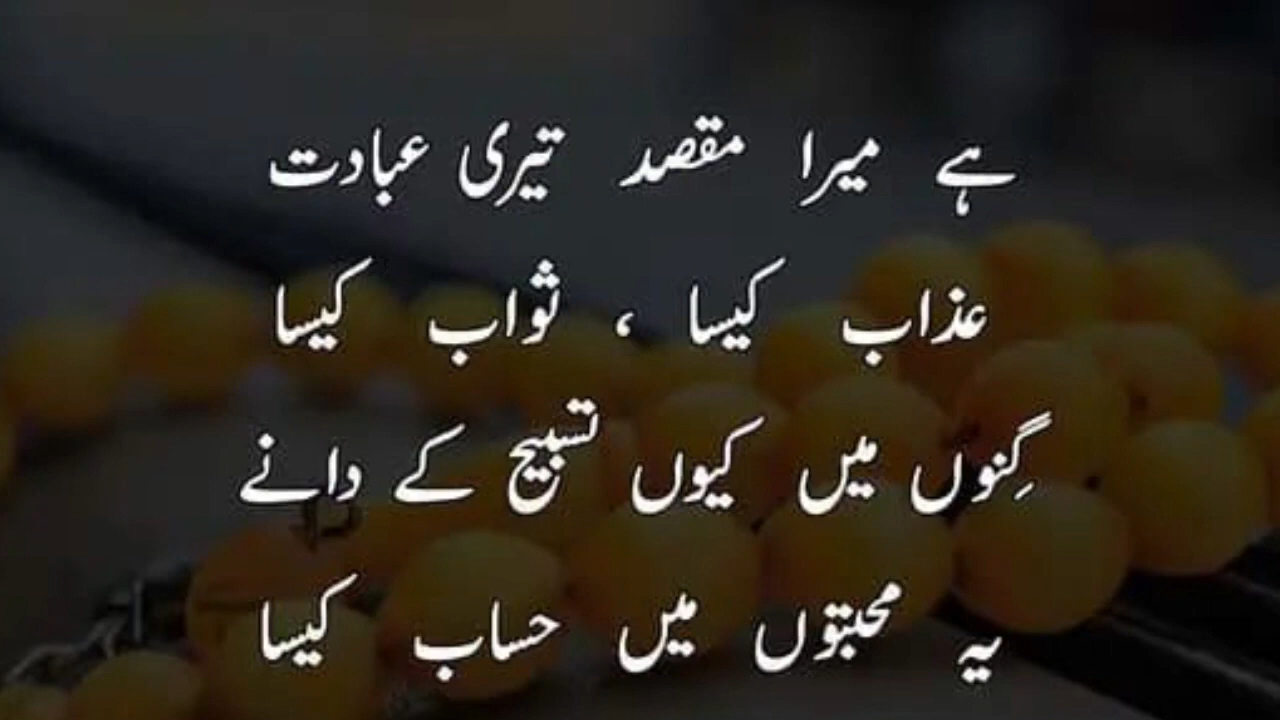 ہے میرا مقصد تیری عبادت
عذاب کیسا ، ثواب کیسا
گِنوں میں کیوں تسبیح کے دانے
یہ محبتوں میں حساب کیسا